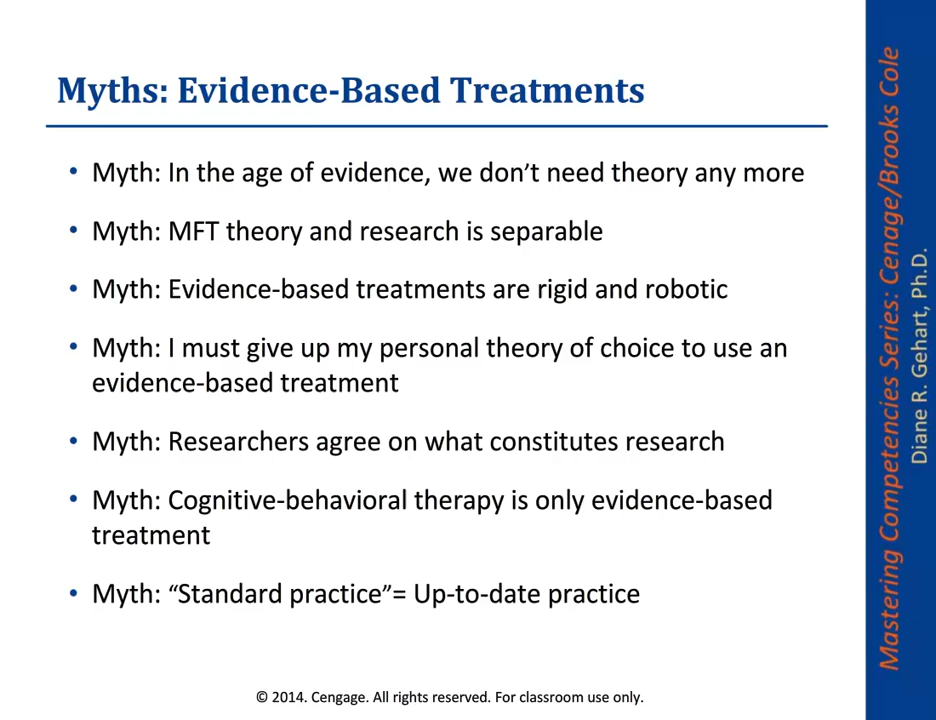 Myths: Evidence-Based Treatments
• Myth: In the age of evidence, we don’t need theory any more
• Myth: MFT theory and research is separable
• Myth: Evidence-based treatments are rigid and robotic
• Myth: I must give up my personal theory of choice to use an
evidence-based treatment
• Myth: Researchers agree on what constitutes research
• Myth: Cognitive-behavioral therapy is only evidence-based
treatment
• Myth: “Standard practice”= Up-to-date practice
© 2014. Cengage. All rights reserved. For classroom use only.
Mastering Competencies Series: Cenage/Brooks Cole
Diane R. Gehart, Ph.D.